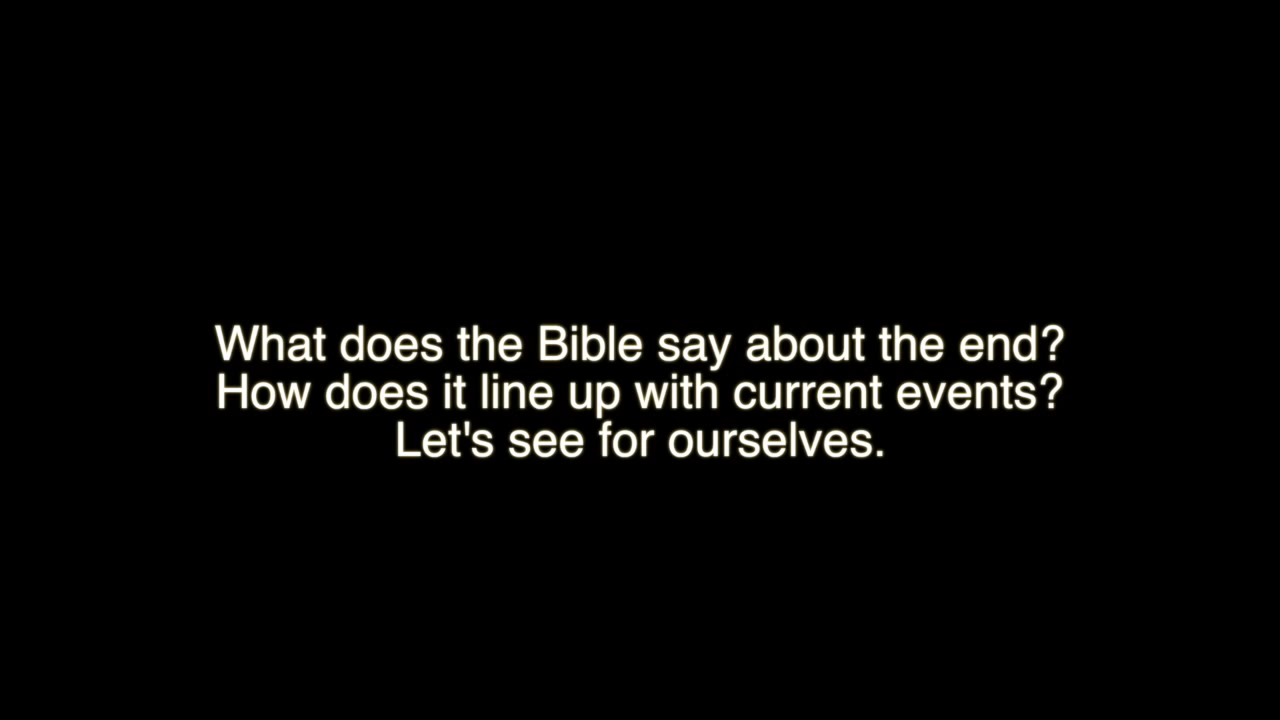 What does the Bible say about the end?
How does it line up with current events?
Let's see for ourselves.